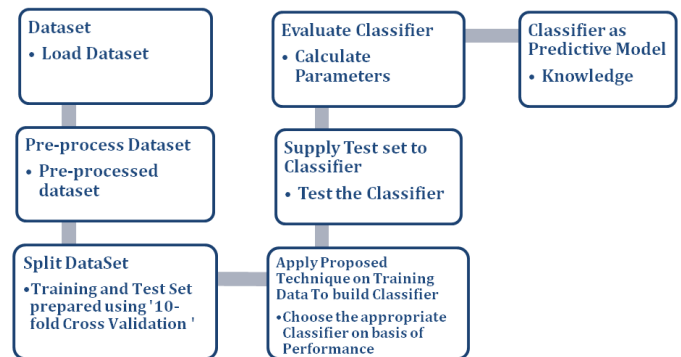 Dataset
• Load Dataset
Pre-process Dataset
• Pre-processed
dataset
Split DataSet
•Training and Test Set
prepared using '10-
fold Cross Validation '
Apply Proposed
Technique on Training
Data To build Classifier
•Choose the appropriate
Classifier on basis of
Performance
Supply Test set to
Classifier
• Test the Classifier
Evaluate Classifier
• Calculate
Parameters
Classifier as
Predictive Model
• Knowledge